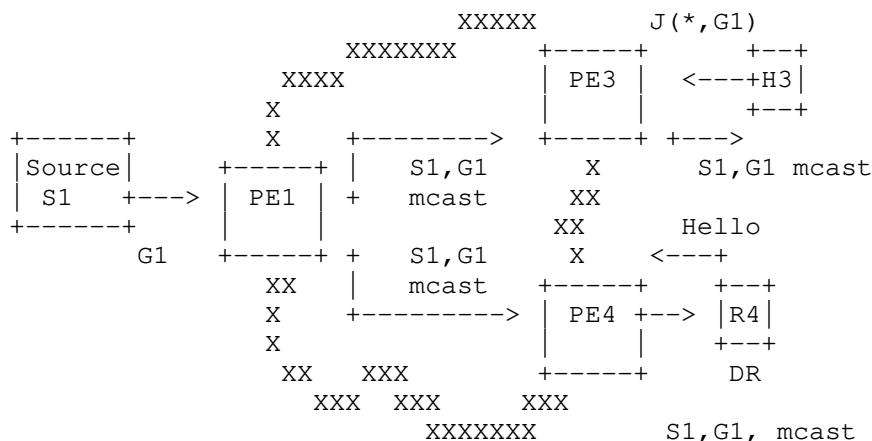 J(*,G1)
PE3 H3
Source S1,G1 S1,G1 mcast
S1 PE1 mcast
Hello
G1 S1,G1
mcast
PE4 R4
DR
S1,G1, mcast